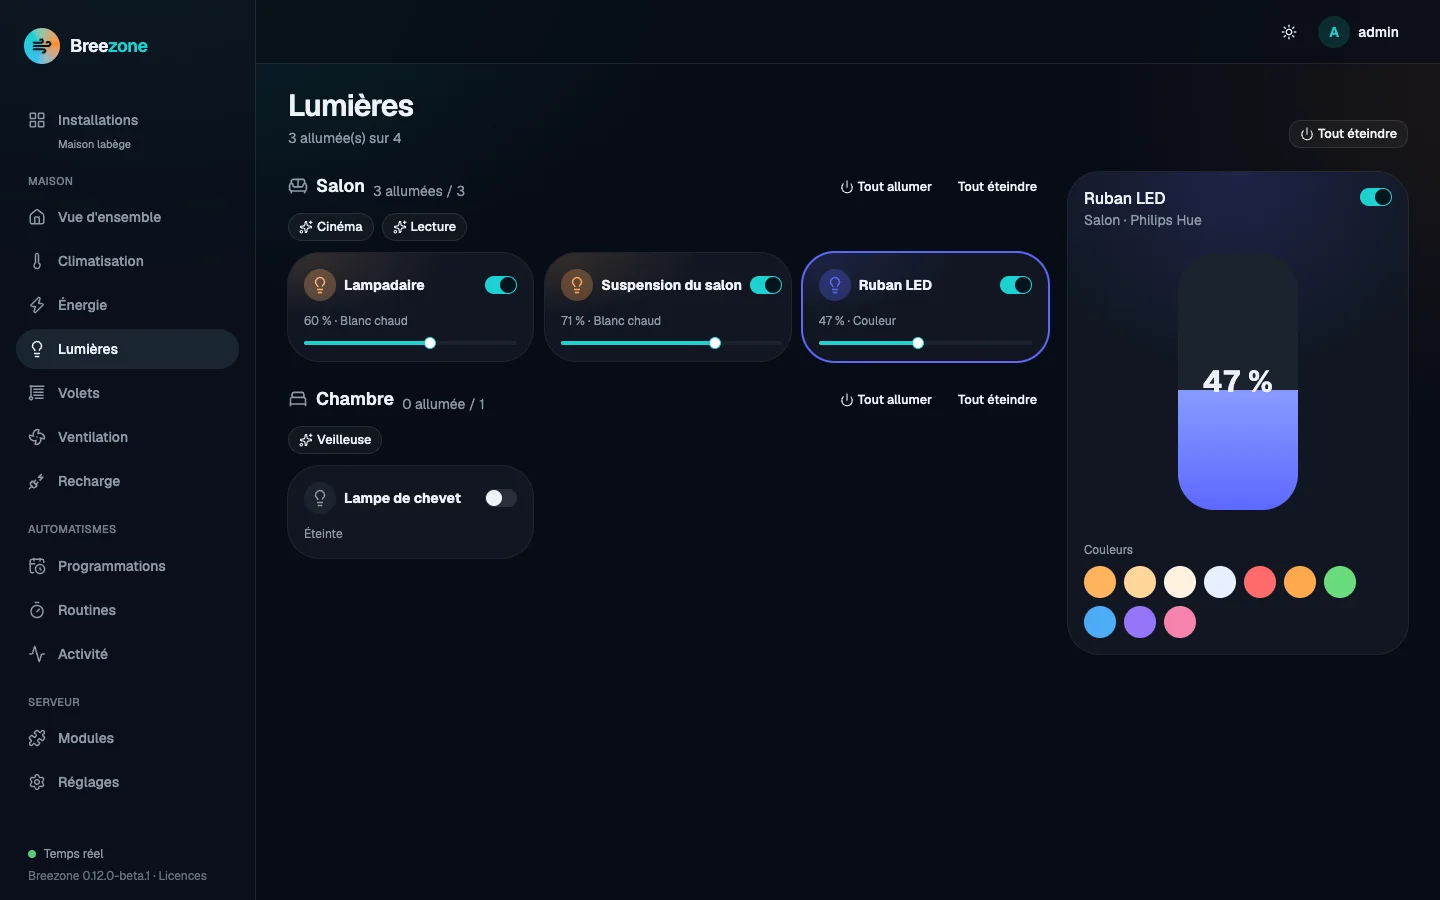 Breezone
A
admin
Installations
Maison labège
MAISON
Vue d'ensemble
Climatisation
Énergie
Lumières
Volets
Ventilation
Recharge
AUTOMATISMES
Programmations
Routines
Activité
SERVEUR
Modules
Réglages
Temps réel
Breezone 0.12.0-beta.1 · Licences
Lumières
3 allumée(s) sur 4
Tout éteindre
Salon 3 allumées / 3
Tout allumer Tout éteindre
Cinéma Lecture
Lampadaire
60 % · Blanc chaud
Suspension du salon
71 % · Blanc chaud
Ruban LED
47 % · Couleur
Chambre 0 allumée / 1
Tout allumer Tout éteindre
Veilleuse
Lampe de chevet
Éteinte
Ruban LED
Salon · Philips Hue
47 %
Couleurs